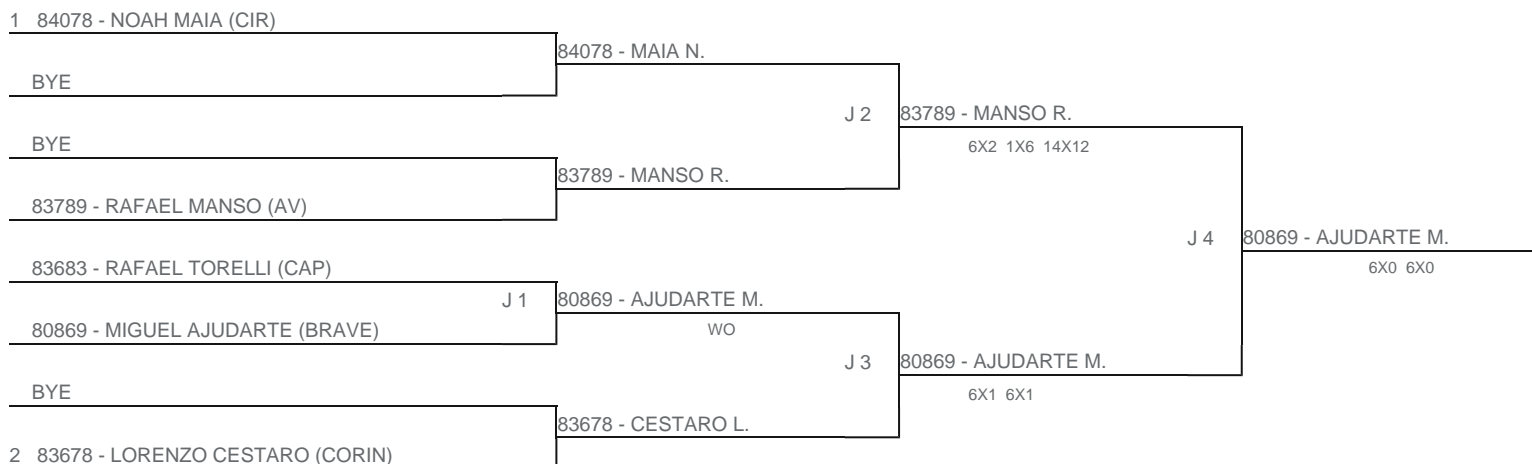 1 84078 - NOAH MAIA (CIR)
84078 - MAIA N.
BYE
J 2
83789 - MANSO R.
6X2 1X6 14X12
BYE
83789 - MANSO R.
83789 - RAFAEL MANSO (AV)
J 4
80869 - AJUDARTE M.
6X0 6X0
83683 - RAFAEL TORELLI (CAP)
J 1
80869 - AJUDARTE M.
WO
80869 - MIGUEL AJUDARTE (BRAVE)
J 3
80869 - AJUDARTE M.
6X1 6X1
BYE
83678 - CESTARO L.
2 83678 - LORENZO CESTARO (CORIN)